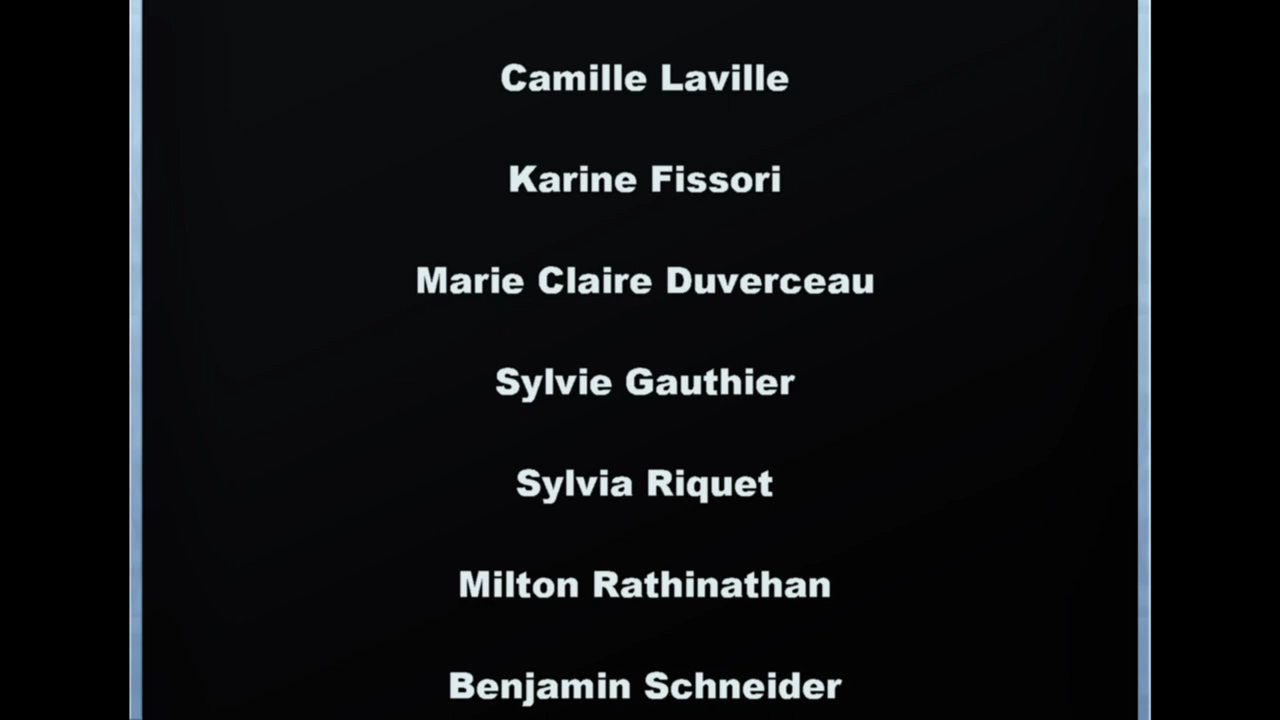 Camille Laville
Karine Fissori
Marie Claire Duverceau
Sylvie Gauthier
Sylvia Riquet
Milton Rathinathan
Benjamin Schneider